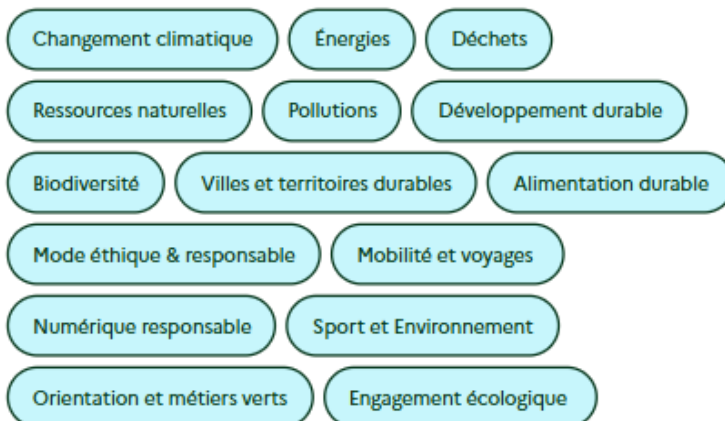 Changement climatique Énergies Déchets
Ressources naturelles Pollutions Développement durable
Biodiversité Villes et territoires durables Alimentation durable
Mode éthique & responsable Mobilité et voyages
Numérique responsable Sport et Environnement
Orientation et métiers verts Engagement écologique